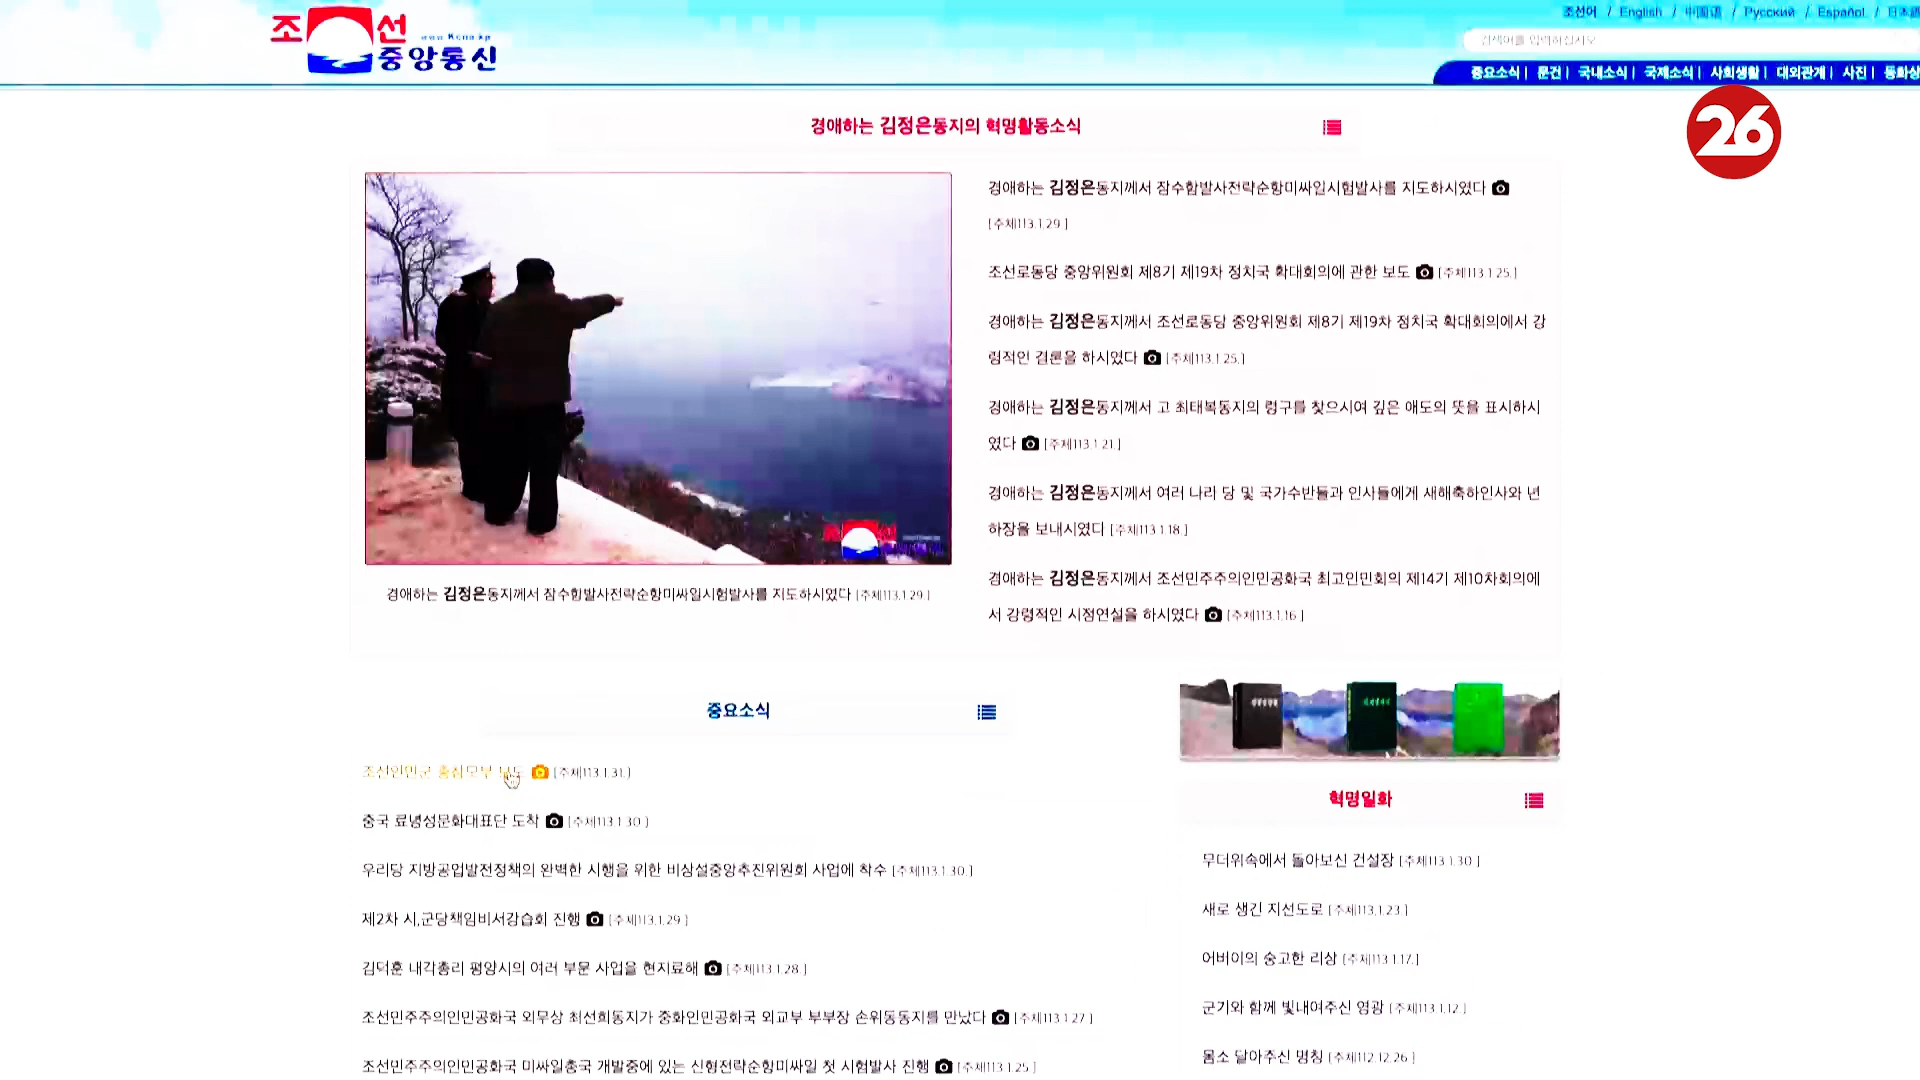 조선어 / English / 中国语 / Русский / Español / 日本語
조선
www.kcna.kp
중앙통신
검색어를 입력하십시오
중요소식 | 문건 | 국내소식 | 국제소식 | 사회생활 | 대외관계 | 사진 | 동화상
26
경애하는 김정은동지의 혁명활동소식
경애하는 김정은동지께서 잠수함발사전략순항미싸일시험발사를 지도하시였다
[주체113.1.29.]
조선로동당 중앙위원회 제8기 제19차 정치국 확대회의에 관한 보도 [주체113.1.25.]
경애하는 김정은동지께서 조선로동당 중앙위원회 제8기 제19차 정치국 확대회의에서 강
령적인 결론을 하시였다 [주체113.1.25.]
경애하는 김정은동지께서 고 최태복동지의 령구를 찾으시여 깊은 애도의 뜻을 표시하시
였다 [주체113.1.21.]
경애하는 김정은동지께서 여러 나라 당 및 국가수반들과 인사들에게 새해축하인사와 년
하장을 보내시였다 [주체113.1.18.]
경애하는 김정은동지께서 조선민주주의인민공화국 최고인민회의 제14기 제10차회의에
서 강령적인 시정연설을 하시였다 [주체113.1.16.]
경애하는 김정은동지께서 잠수함발사전략순항미싸일시험발사를 지도하시였다 [주체113.1.29.]
중요소식
조선인민군 총참모부 보도 [주체113.1.31.]
중국 료녕성문화대표단 도착 [주체113.1.30.]
우리당 지방공업발전정책의 완벽한 시행을 위한 비상설중앙추진위원회 사업에 착수 [주체113.1.30.]
제2차 시,군당책임비서강습회 진행 [주체113.1.29.]
김덕훈 내각총리 평양시의 여러 부문 사업을 현지료해 [주체113.1.28.]
조선민주주의인민공화국 외무상 최선희동지가 중화인민공화국 외교부 부부장 손위동동지를 만났다 [주체113.1.27.]
조선민주주의인민공화국 미싸일총국 개발중에 있는 신형전략순항미싸일 첫 시험발사 진행 [주체113.1.25.]
혁명일화
무더위속에서 돌아보신 건설장 [주체113.1.30.]
새로 생긴 지선도로 [주체113.1.23.]
어버이의 숭고한 리상 [주체113.1.17.]
군기와 함께 빛내여주신 영광 [주체113.1.12.]
몸소 달아주신 명칭 [주체112.12.26.]